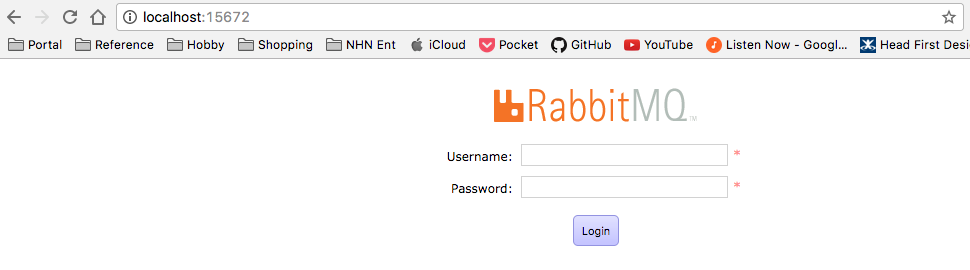 localhost:15672
Portal Reference Hobby Shopping NHN Ent iCloud Pocket GitHub YouTube Listen Now - Googl... Head First Desi
RabbitMQ™
Username: *
Password: *
Login